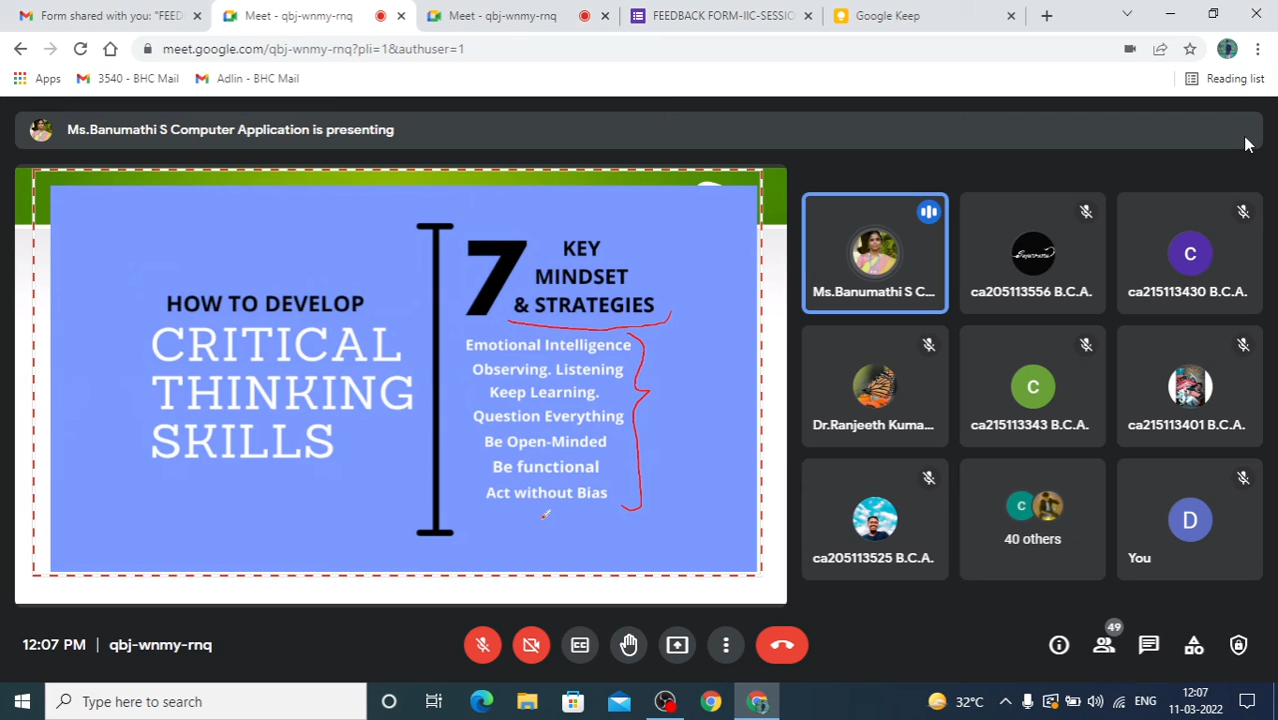 Form shared with you: "FEED
Meet - qbj-wnmy-rnq
Meet - qbj-wnmy-rnq
FEEDBACK FORM-IIC-SESSIO
Google Keep
meet.google.com/qbj-wnmy-rnq?pli=1&authuser=1
Apps
3540 - BHC Mail
Adlin - BHC Mail
Reading list
Ms.Banumathi S Computer Application is presenting
HOW TO DEVELOP
CRITICAL
THINKING
SKILLS
7
KEY
MINDSET
& STRATEGIES
Emotional Intelligence
Observing. Listening
Keep Learning.
Question Everything
Be Open-Minded
Be functional
Act without Bias
Ms.Banumathi S C...
ca205113556 B.C.A.
C
ca215113430 B.C.A.
Dr.Ranjeeth Kuma...
C
ca215113343 B.C.A.
ca215113401 B.C.A.
ca205113525 B.C.A.
C
40 others
D
You
12:07 PM | qbj-wnmy-rnq
CC
49
Type here to search
32°C
ENG
12:07
11-03-2022